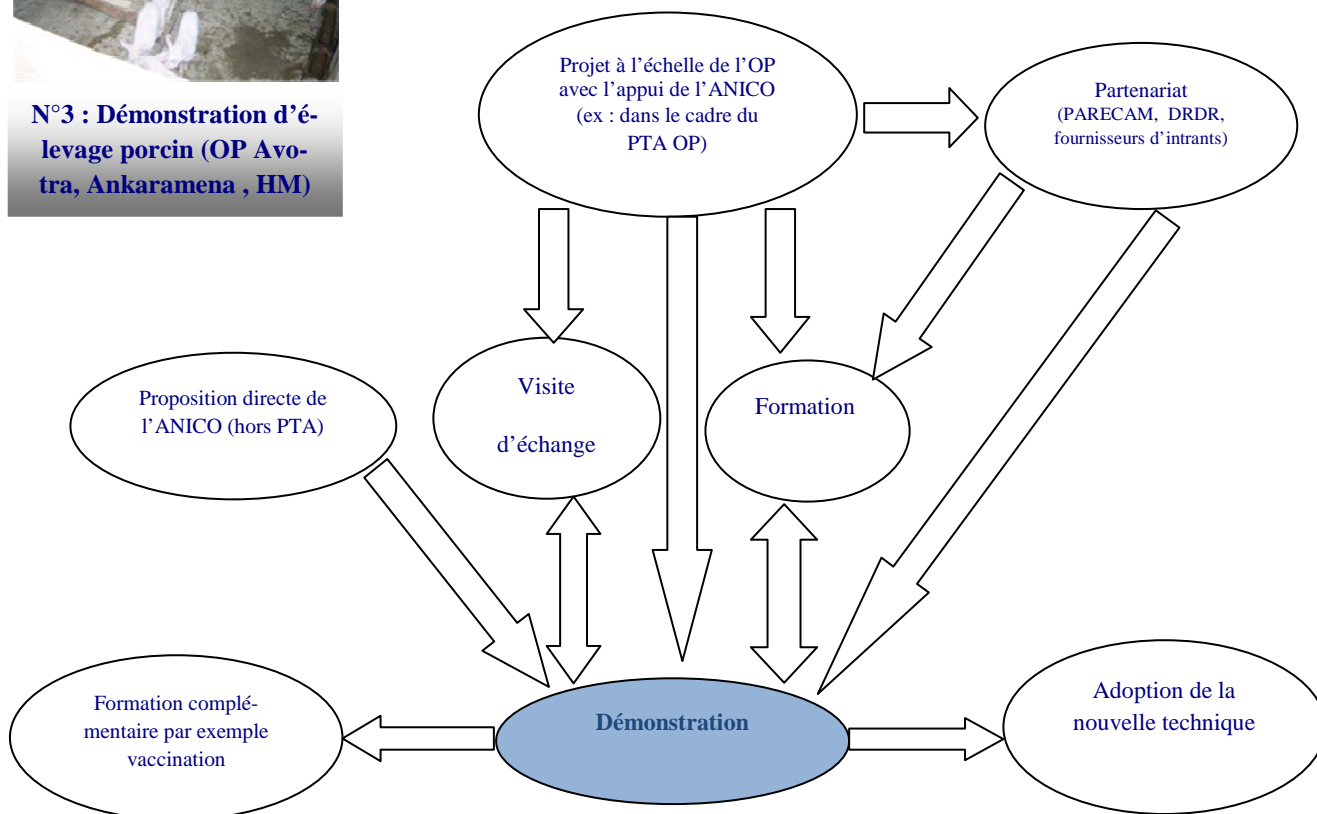 N°3 : Démonstration d'é-
levage porcin (OP Avo-
tra, Ankaramena , HM)
Projet à l'échelle de l'OP
avec l'appui de l'ANICO
(ex : dans le cadre du
PTA OP)
Partenariat
(PARECAM, DRDR,
fournisseurs d'intrants)
Proposition directe de
l'ANICO (hors PTA)
Visite
d'échange
Formation
Formation complé-
mentaire par exemple
vaccination
Démonstration
Adoption de la
nouvelle technique